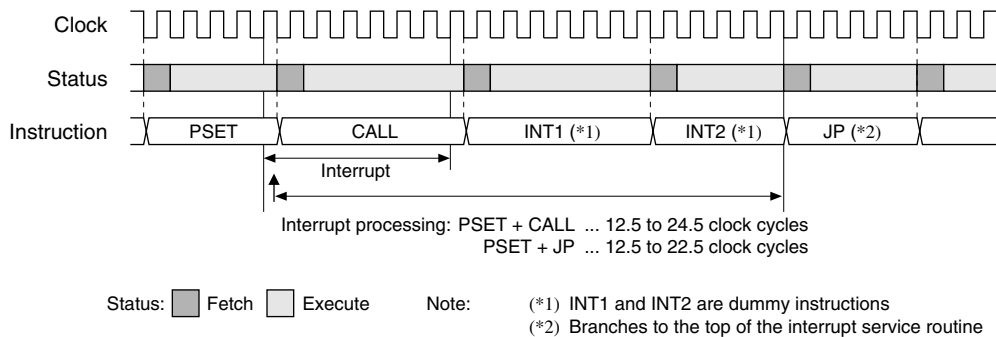 Clock
Status
Instruction PSET CALL INT1 (*1) INT2 (*1) JP (*2)
Interrupt
Interrupt processing: PSET + CALL ... 12.5 to 24.5 clock cycles
PSET + JP ... 12.5 to 22.5 clock cycles
Status: Fetch Execute Note: (*1) INT1 and INT2 are dummy instructions
(*2) Branches to the top of the interrupt service routine